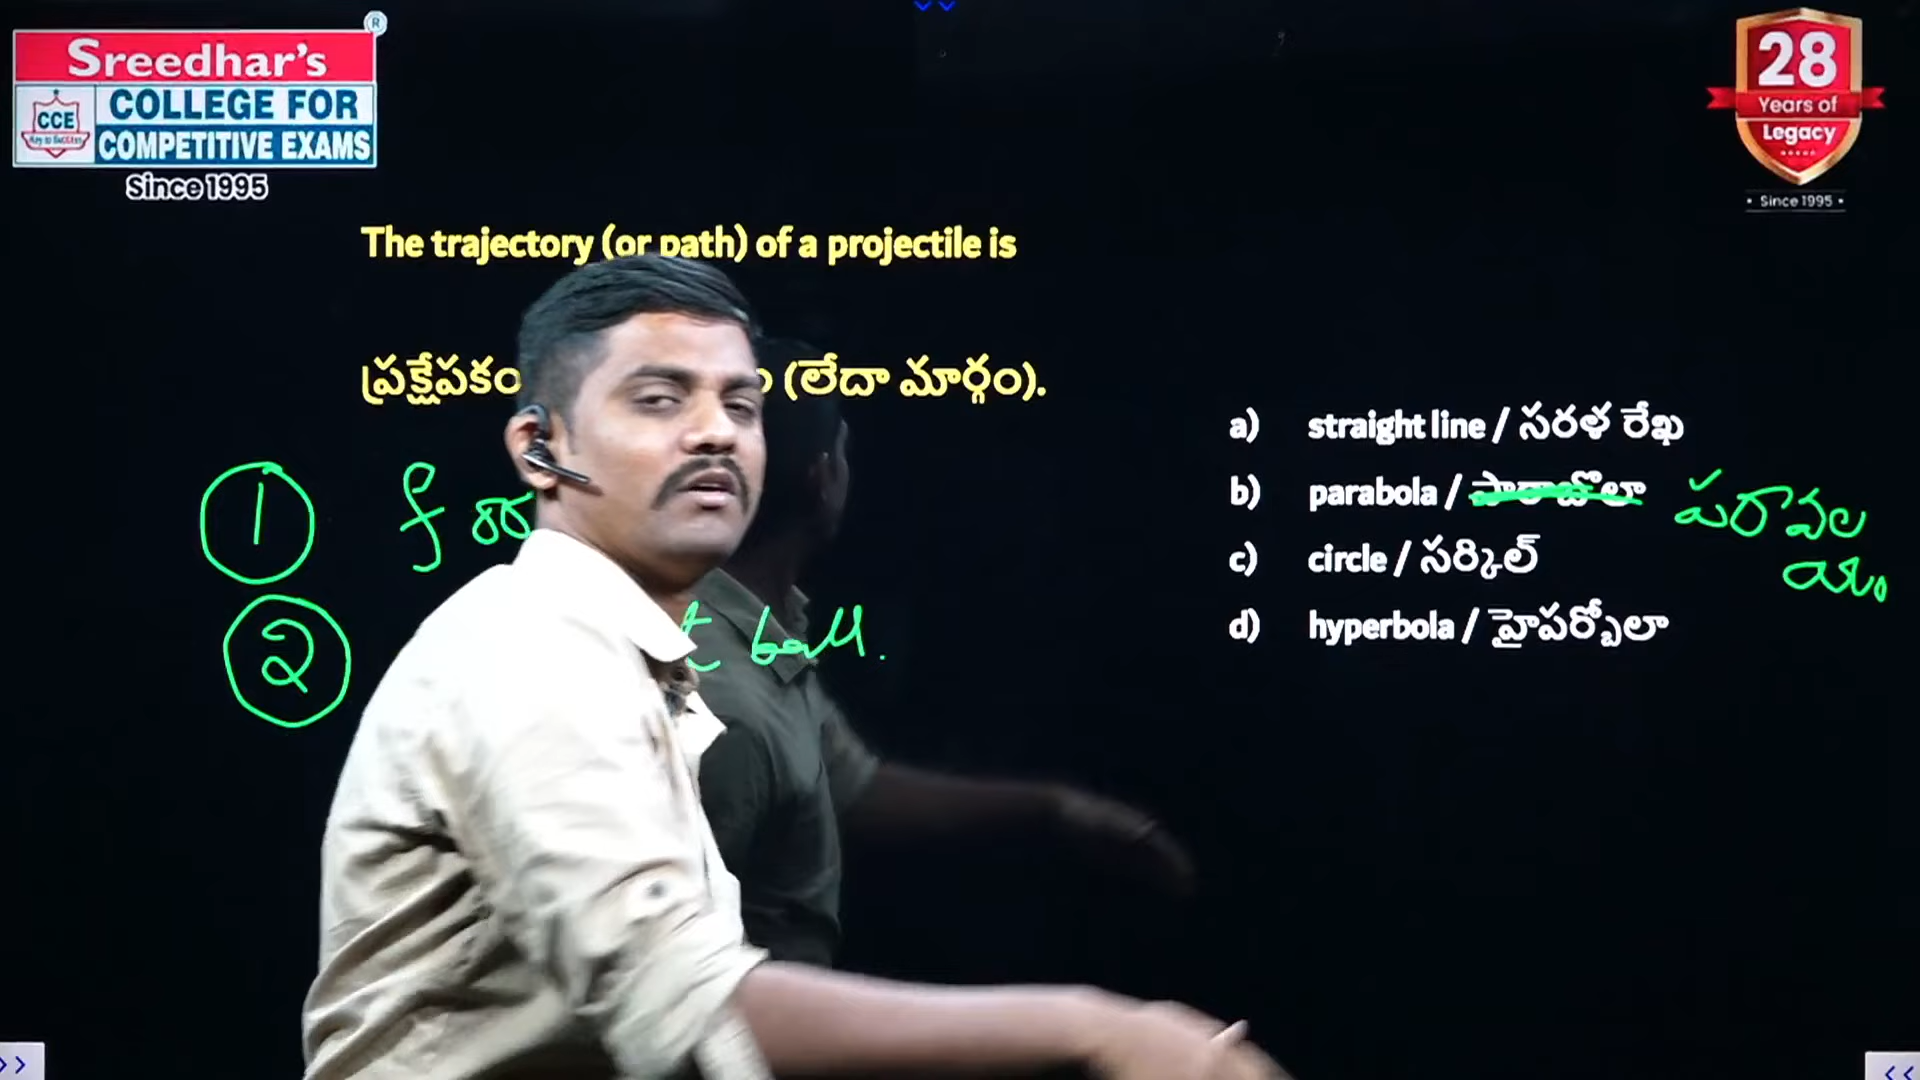 Sreedhar's
CCE
COLLEGE FOR
COMPETITIVE EXAMS
Since 1995
®
28
Years of
Legacy
• Since 1995 •
The trajectory (or path) of a projectile is
ప్రక్షేపకం (లేదా మార్గం).
a) straight line / సరళ రేఖ
b) parabola / పారాబొలా పరావల
యం
c) circle / సర్కిల్
d) hyperbola / హైపర్బోలా
1
2 ball.